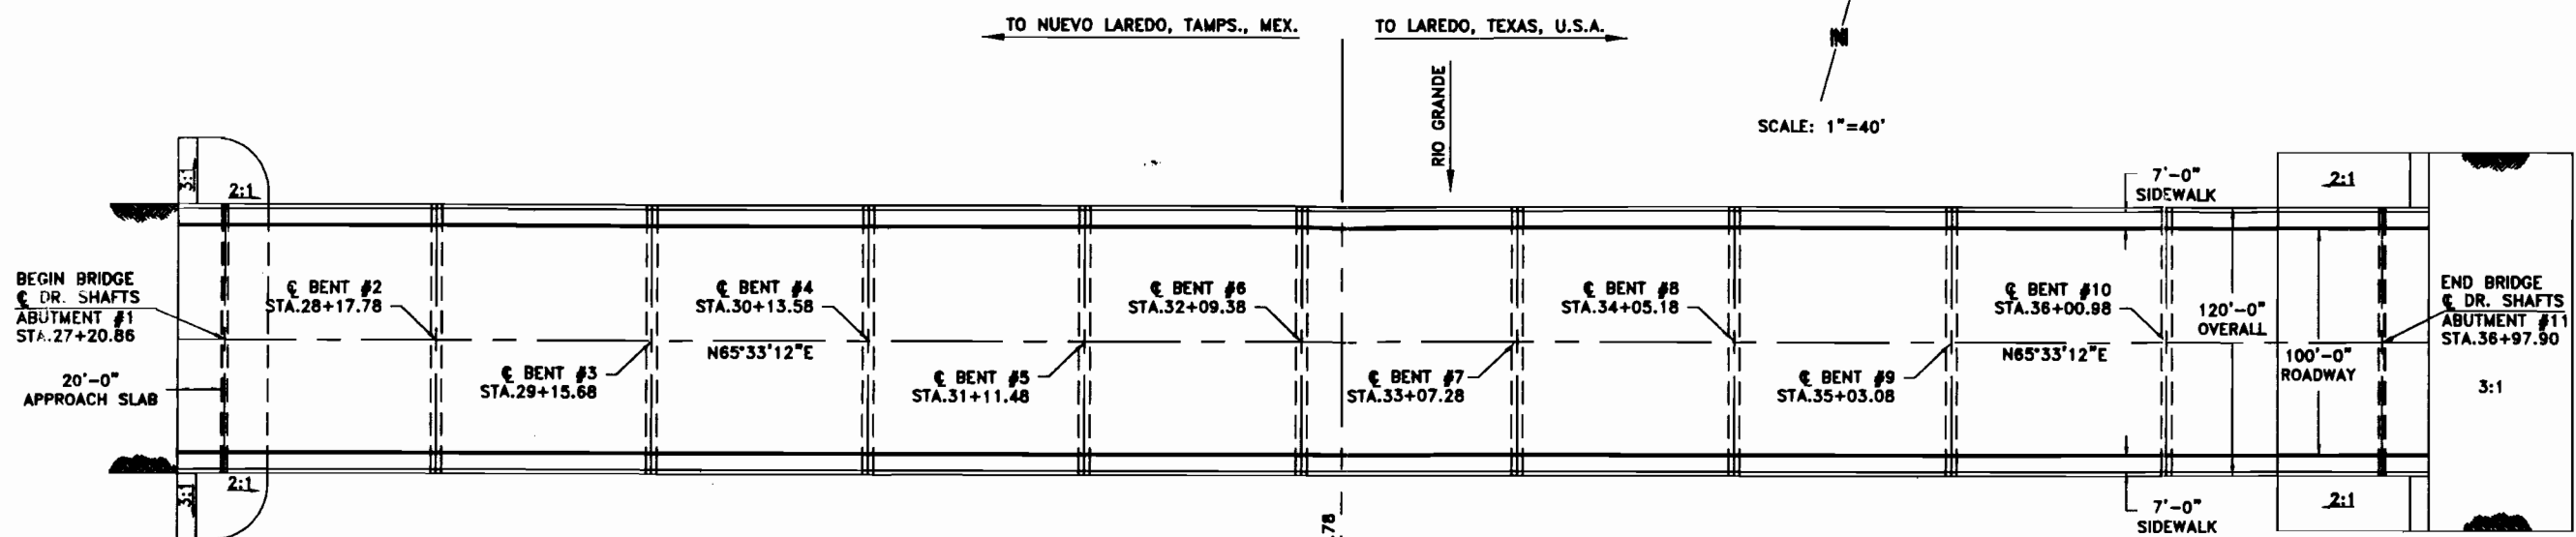 TO NUEVO LAREDO, TAMPS., MEX.
TO LAREDO, TEXAS, U.S.A.
N
RIO GRANDE
SCALE: 1"=40'
3:1
2:1
7'-0"
SIDEWALK
2:1
BEGIN BRIDGE
℄ DR. SHAFTS
ABUTMENT #1
STA.27+20.86
℄ BENT #2
STA.28+17.78
℄ BENT #3
STA.29+15.68
℄ BENT #4
STA.30+13.58
N65°33'12"E
℄ BENT #5
STA.31+11.48
℄ BENT #6
STA.32+09.38
℄ BENT #7
STA.33+07.28
℄ BENT #8
STA.34+05.18
℄ BENT #9
STA.35+03.08
℄ BENT #10
STA.36+00.98
N65°33'12"E
120'-0"
OVERALL
100'-0"
ROADWAY
END BRIDGE
℄ DR. SHAFTS
ABUTMENT #11
STA.36+97.90
3:1
20'-0"
APPROACH SLAB
3:1
2:1
.78
7'-0"
SIDEWALK
2:1